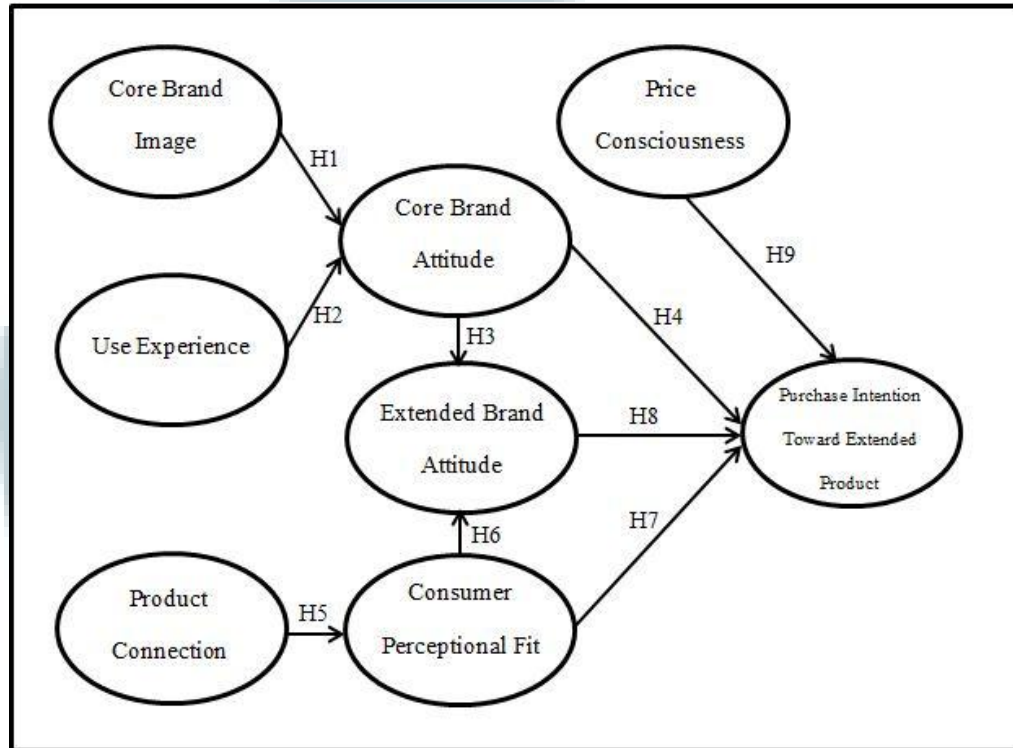 Core Brand
Image
Price
Consciousness
H1
Core Brand
Attitude
H9
Use Experience
H2
H3
H4
Extended Brand
Attitude
H8
Purchase Intention
Toward Extended
Product
H6
H7
Product
Connection
H5
Consumer
Perceptional Fit